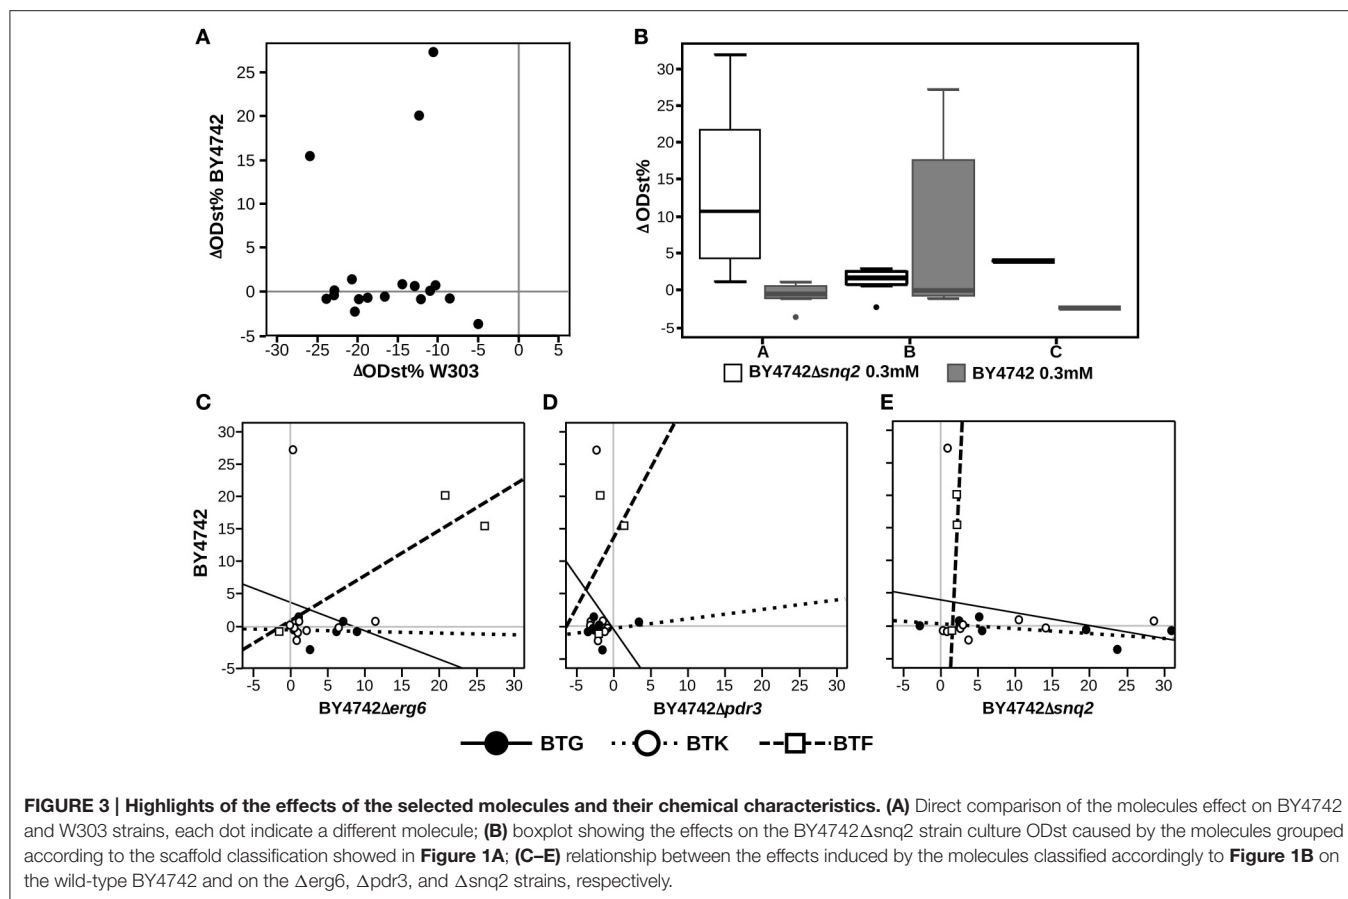 A
B
ΔODst% BY4742
25
20
15
10
5
0
-5
-30 -25 -20 -15 -10 -5 0 5
ΔODst% W303
ΔODst%
30
25
20
15
10
5
0
-5
A B C
BY4742Δsnq2 0.3mM BY4742 0.3mM
C
D
E
BY4742
30
25
20
15
10
5
0
-5
-5 0 5 10 15 20 25 30
BY4742Δerg6
-5 0 5 10 15 20 25 30
BY4742Δpdr3
-5 0 5 10 15 20 25 30
BY4742Δsnq2
BTG BTK BTF
FIGURE 3 | Highlights of the effects of the selected molecules and their chemical characteristics. (A) Direct comparison of the molecules effect on BY4742
and W303 strains, each dot indicate a different molecule; (B) boxplot showing the effects on the BY4742Δsnq2 strain culture ODst caused by the molecules grouped
according to the scaffold classification showed in Figure 1A; (C–E) relationship between the effects induced by the molecules classified accordingly to Figure 1B on
the wild-type BY4742 and on the Δerg6, Δpdr3, and Δsnq2 strains, respectively.